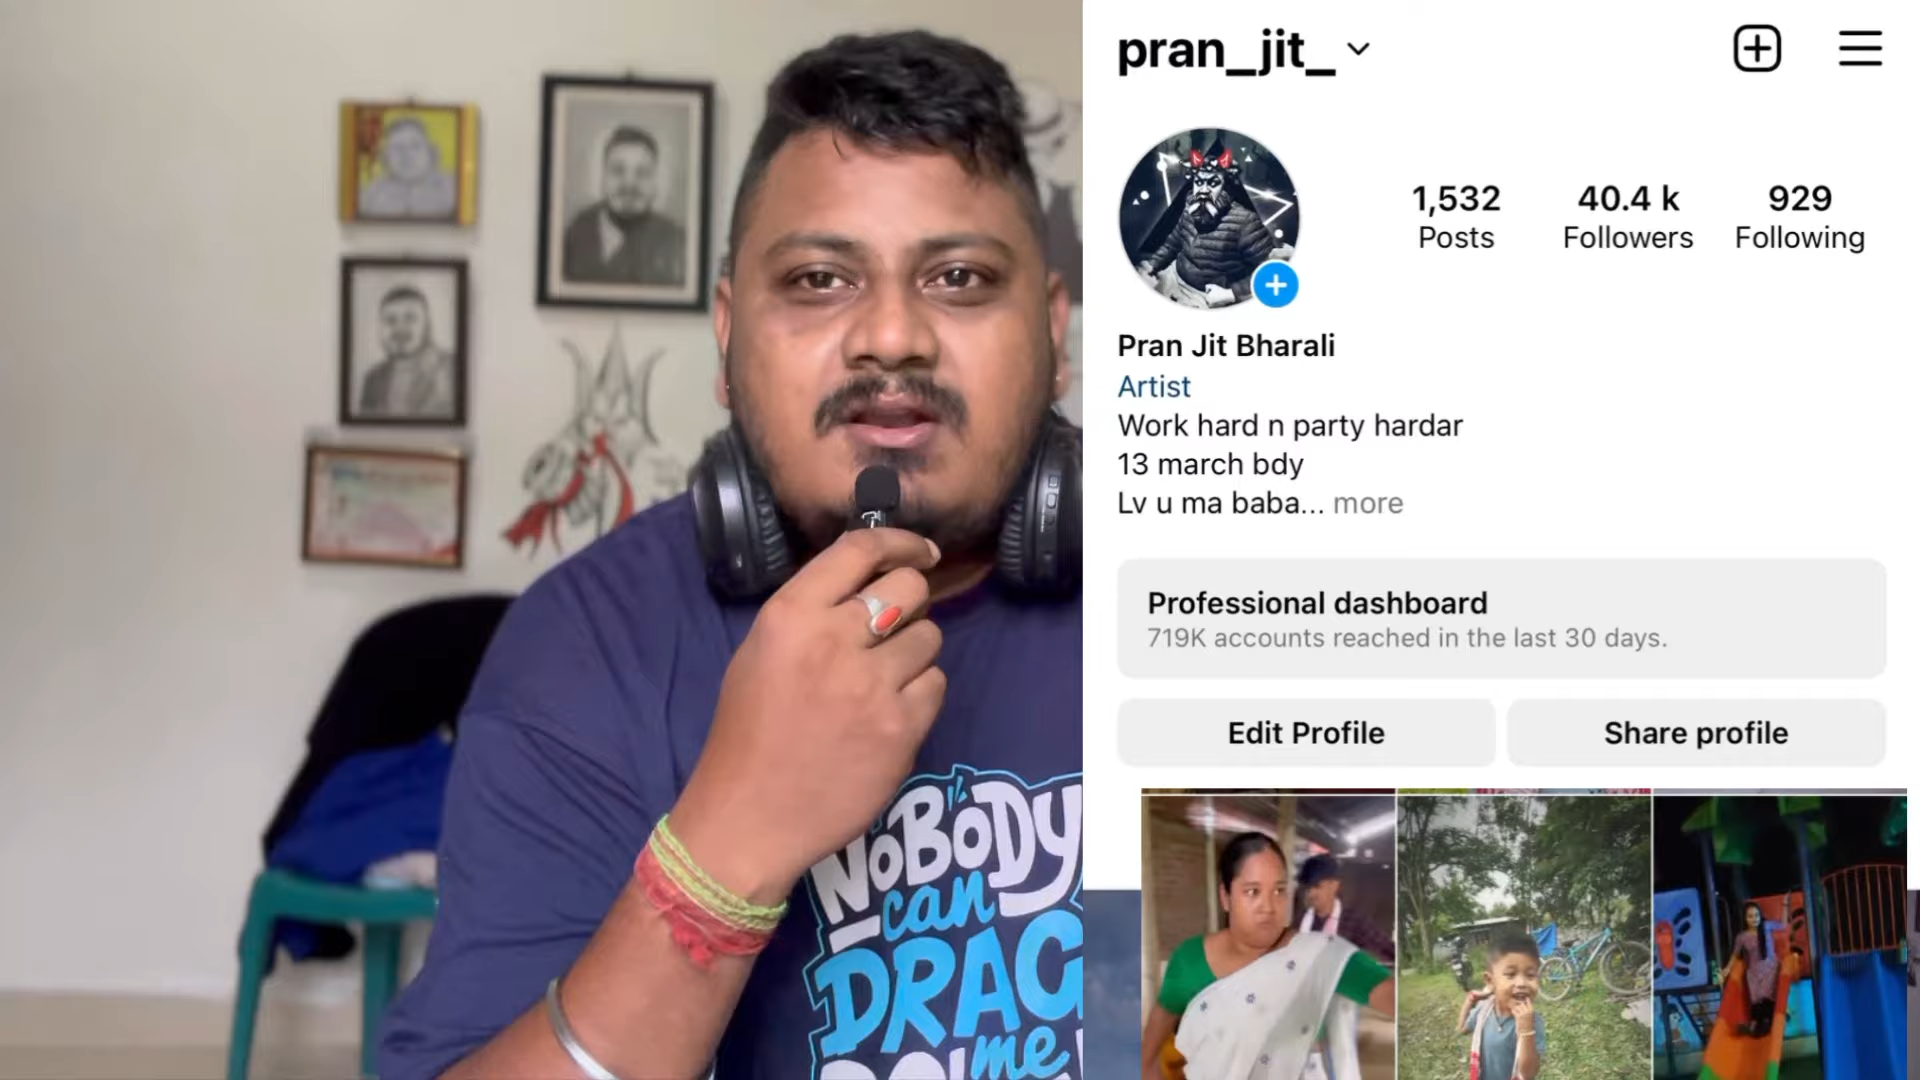 NOBODY
can
DRAG
me
pran_jit_
1,532
Posts
40.4 k
Followers
929
Following
Pran Jit Bharali
Artist
Work hard n party hardar
13 march bdy
Lv u ma baba... more
Professional dashboard
719K accounts reached in the last 30 days.
Edit Profile
Share profile